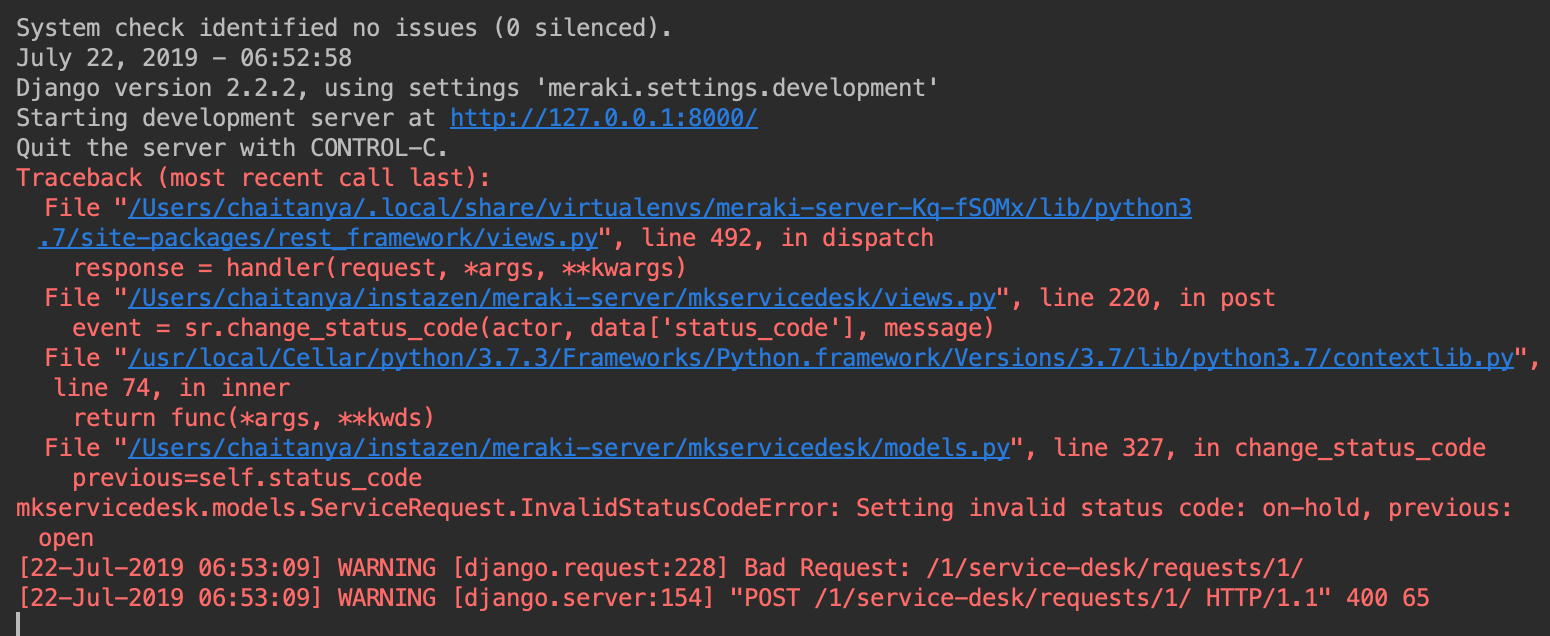 System check identified no issues (0 silenced).
July 22, 2019 - 06:52:58
Django version 2.2.2, using settings 'meraki.settings.development'
Starting development server at http://127.0.0.1:8000/
Quit the server with CONTROL-C.
Traceback (most recent call last):
File "/Users/chaitanya/.local/share/virtualenvs/meraki-server-Kq-fSOMx/lib/python3
.7/site-packages/rest_framework/views.py", line 492, in dispatch
response = handler(request, *args, **kwargs)
File "/Users/chaitanya/instazen/meraki-server/mkservicedesk/views.py", line 220, in post
event = sr.change_status_code(actor, data['status_code'], message)
File "/usr/local/Cellar/python/3.7.3/Frameworks/Python.framework/Versions/3.7/lib/python3.7/contextlib.py",
line 74, in inner
return func(*args, **kwds)
File "/Users/chaitanya/instazen/meraki-server/mkservicedesk/models.py", line 327, in change_status_code
previous=self.status_code
mkservicedesk.models.ServiceRequest.InvalidStatusCodeError: Setting invalid status code: on-hold, previous:
open
[22-Jul-2019 06:53:09] WARNING [django.request:228] Bad Request: /1/service-desk/requests/1/
[22-Jul-2019 06:53:09] WARNING [django.server:154] "POST /1/service-desk/requests/1/ HTTP/1.1" 400 65